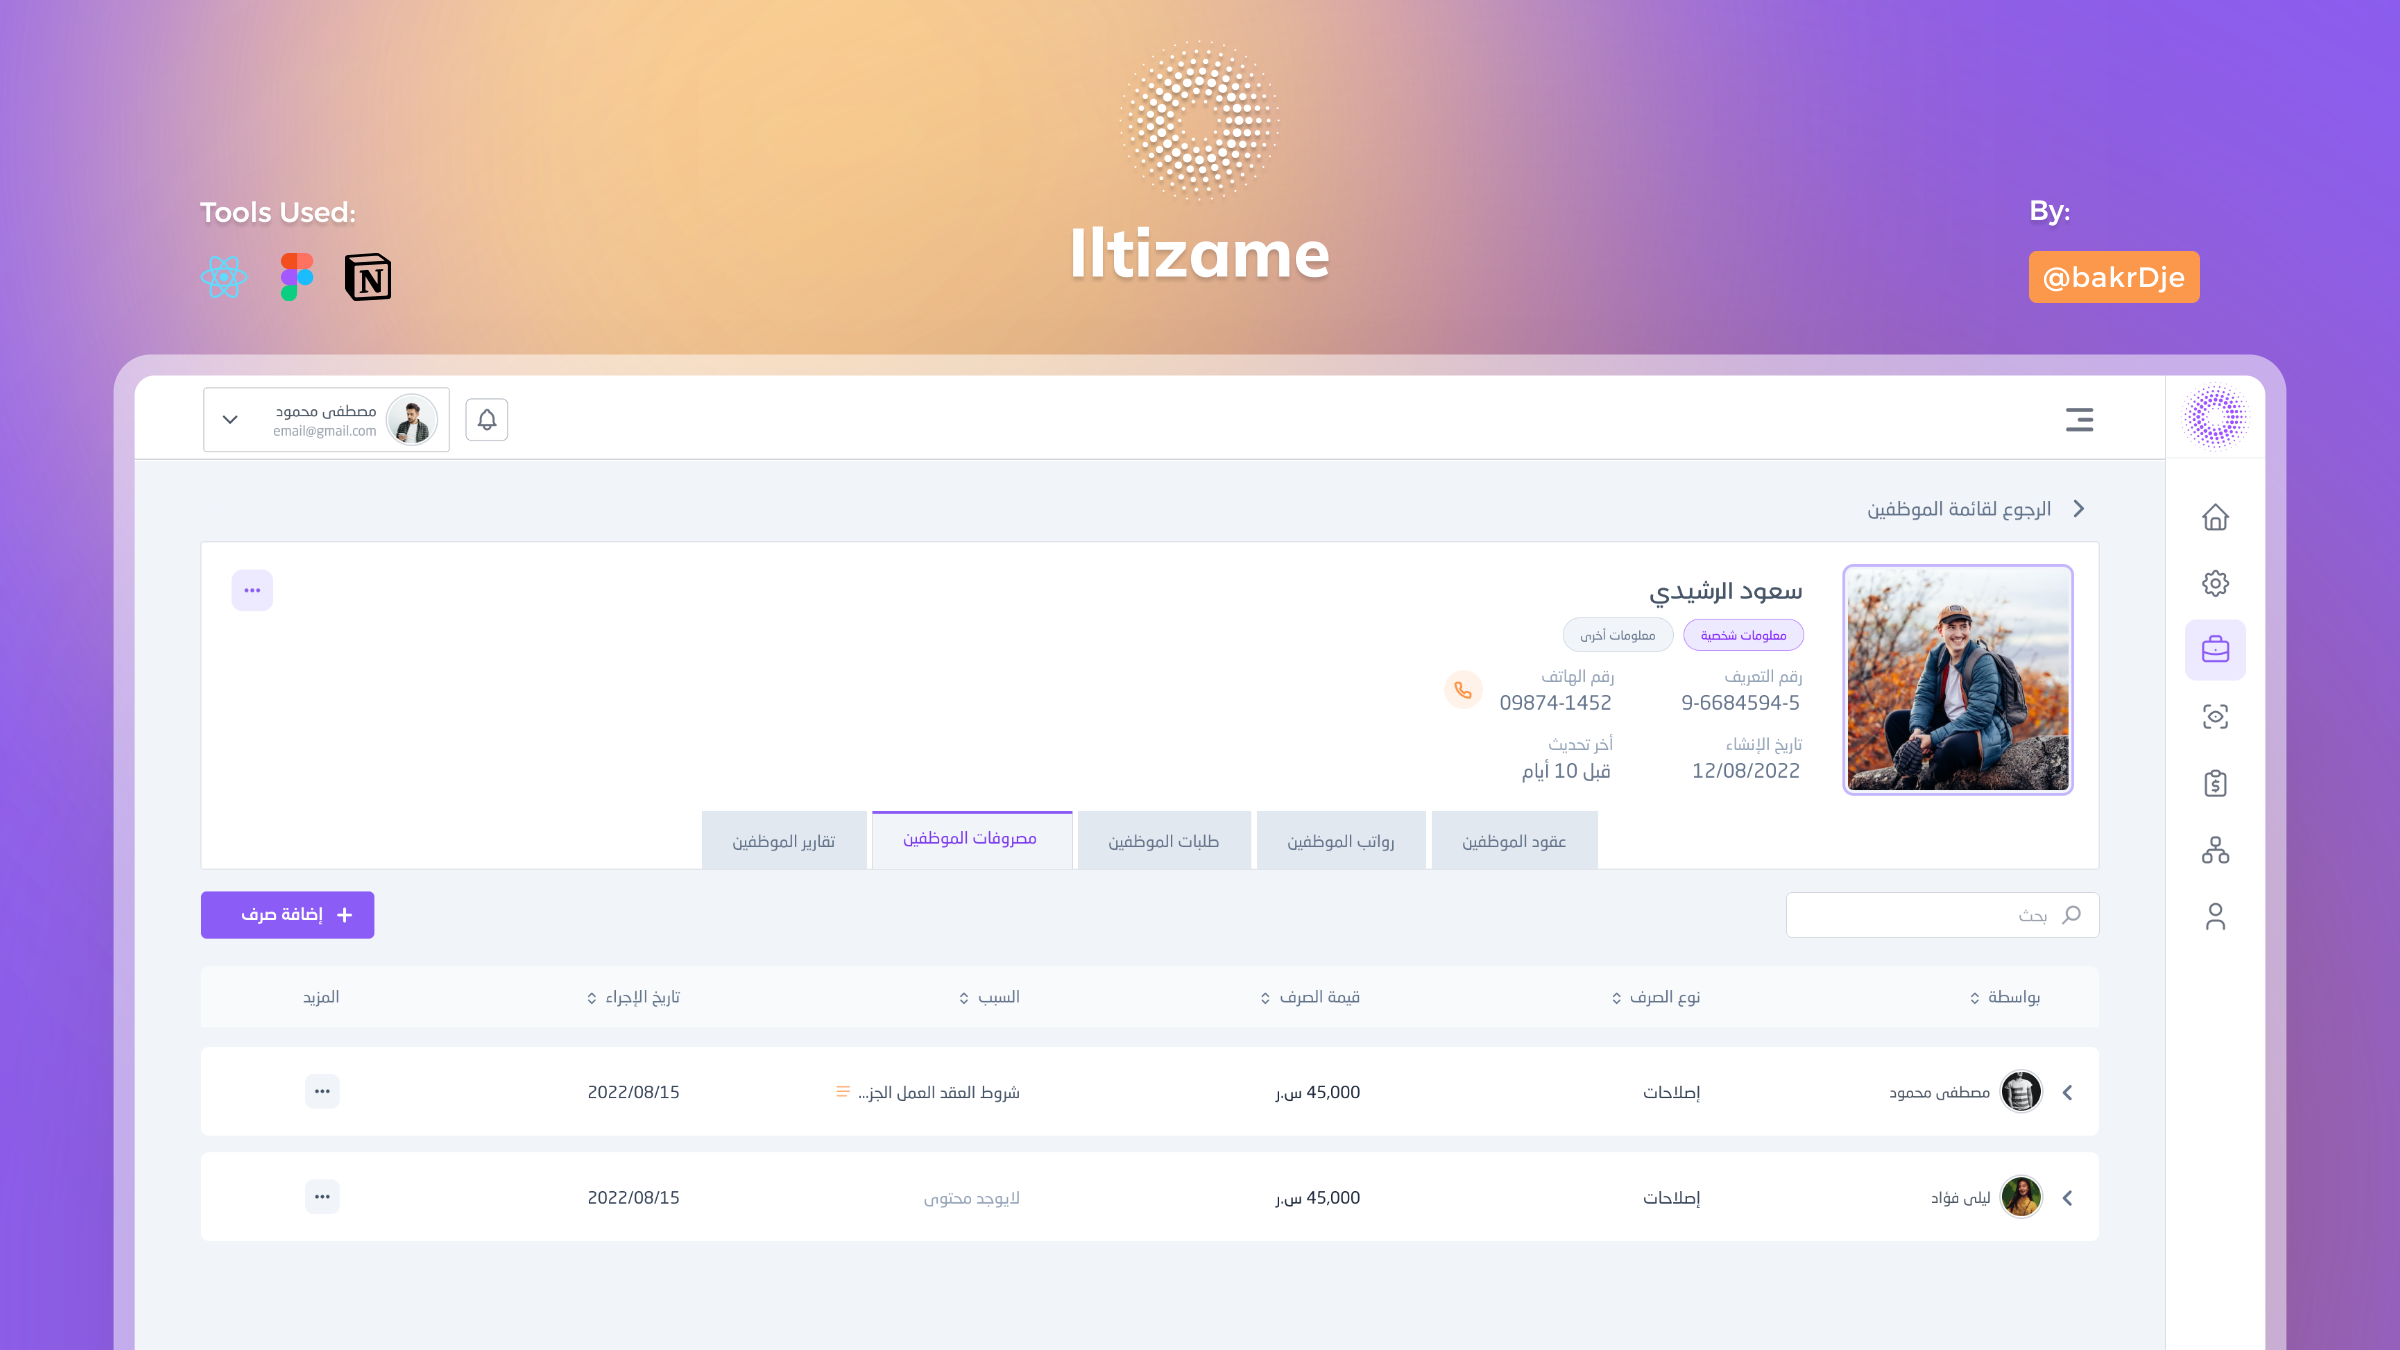 Iltizame
Tools Used:
By:
@bakrDje
مصطفى محمود
email@gmail.com
الرجوع لقائمة الموظفين
سعود الرشيدي
معلومات شخصية
معلومات أخرى
رقم التعريف
رقم الهاتف
9-6684594-5
09874-1452
تاريخ الإنشاء
أخر تحديث
12/08/2022
قبل 10 أيام
عقود الموظفين
رواتب الموظفين
طلبات الموظفين
مصروفات الموظفين
تقارير الموظفين
بحث
إضافة صرف
بواسطة
نوع الصرف
قيمة الصرف
السبب
تاريخ الإجراء
المزيد
مصطفى محمود
إصلاحات
45,000 س.ر
شروط العقد العمل الجز...
2022/08/15
ليلى فؤاد
إصلاحات
45,000 س.ر
لايوجد محتوى
2022/08/15